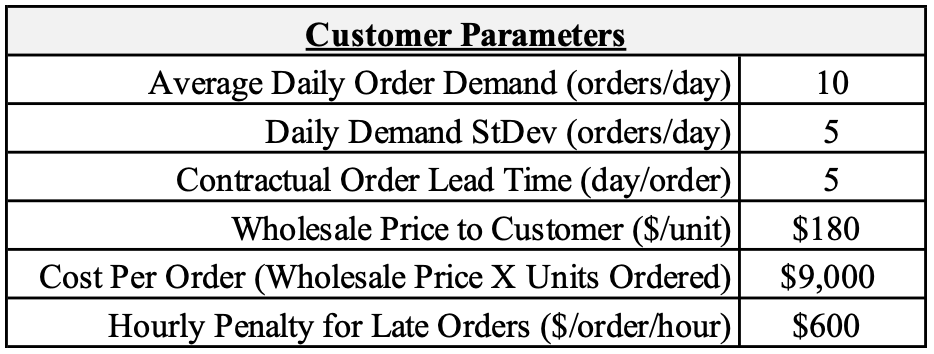 Customer Parameters
Average Daily Order Demand (orders/day) 10
Daily Demand StDev (orders/day) 5
Contractual Order Lead Time (day/order) 5
Wholesale Price to Customer ($/unit) $180
Cost Per Order (Wholesale Price X Units Ordered) $9,000
Hourly Penalty for Late Orders ($/order/hour) $600